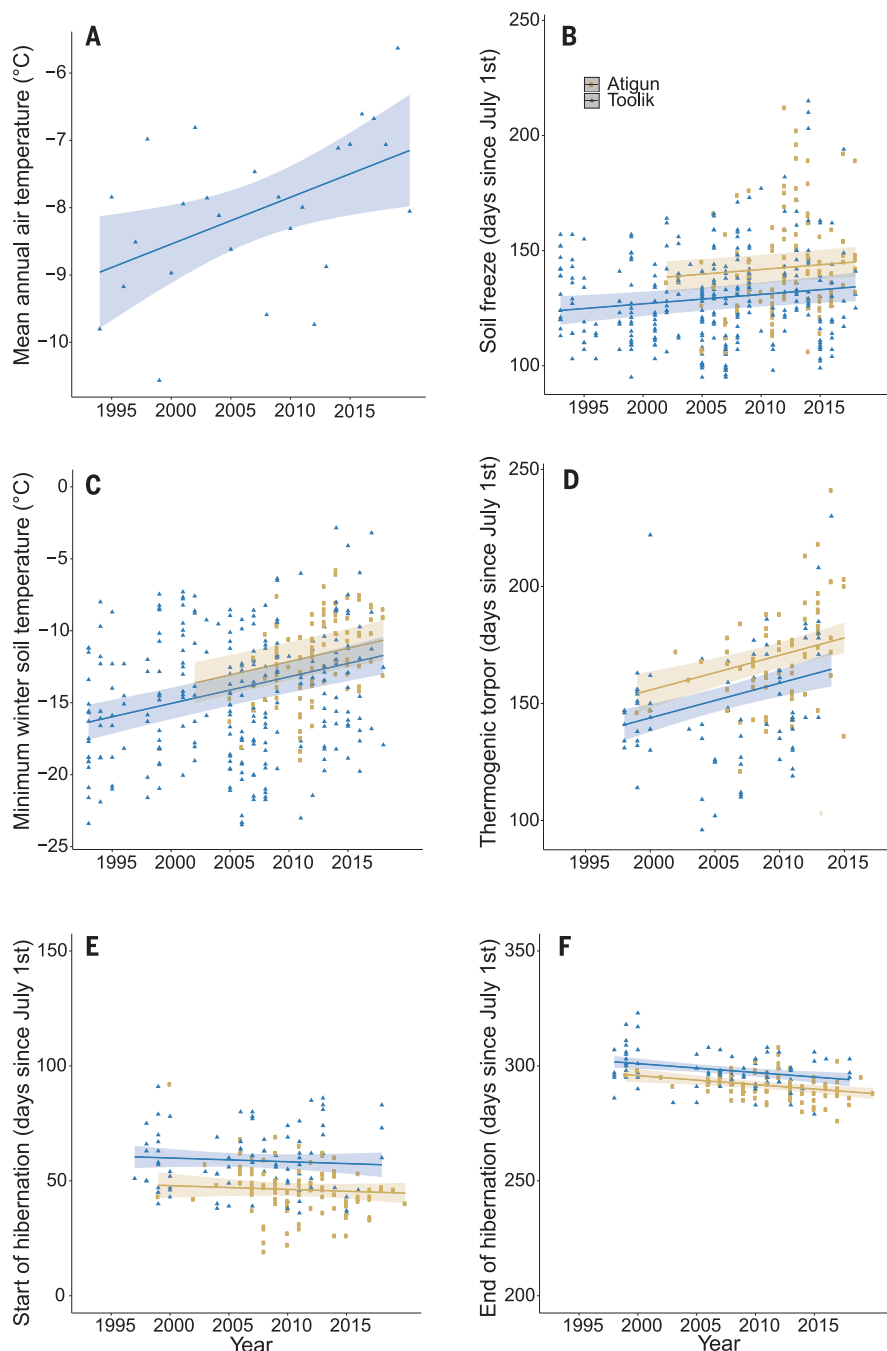 A
Mean annual air temperature (°C)
−6
−7
−8
−9
−10
1995 2000 2005 2010 2015
B
Atigun
Toolik
Soil freeze (days since July 1st)
250
200
150
100
1995 2000 2005 2010 2015
C
Minimum winter soil temperature (°C)
0
−5
−10
−15
−20
−25
1995 2000 2005 2010 2015
D
Thermogenic torpor (days since July 1st)
250
200
150
100
1995 2000 2005 2010 2015
E
Start of hibernation (days since July 1st)
150
100
50
0
1995 2000 2005 2010 2015
Year
F
End of hibernation (days since July 1st)
350
300
250
200
1995 2000 2005 2010 2015
Year